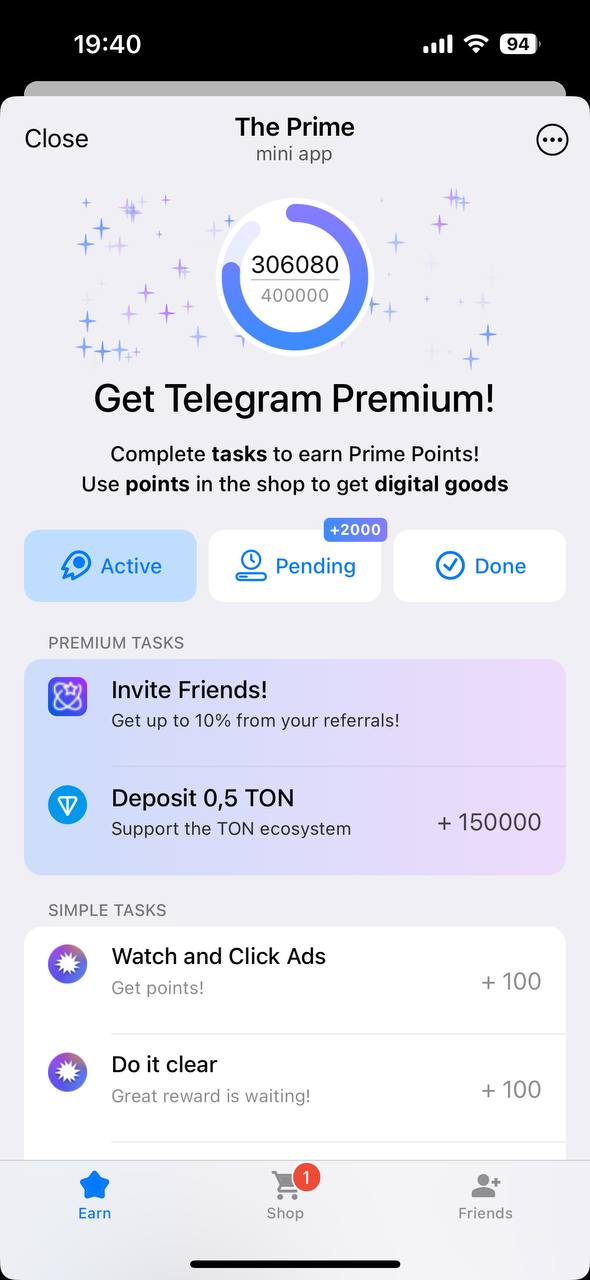 19:40
94
Close
The Prime
mini app
306080
400000
Get Telegram Premium!
Complete tasks to earn Prime Points!
Use points in the shop to get digital goods
+2000
Active
Pending
Done
PREMIUM TASKS
Invite Friends!
Get up to 10% from your referrals!
Deposit 0,5 TON
Support the TON ecosystem
+ 150000
SIMPLE TASKS
Watch and Click Ads
Get points!
+ 100
Do it clear
Great reward is waiting!
+ 100
1
Earn
Shop
Friends